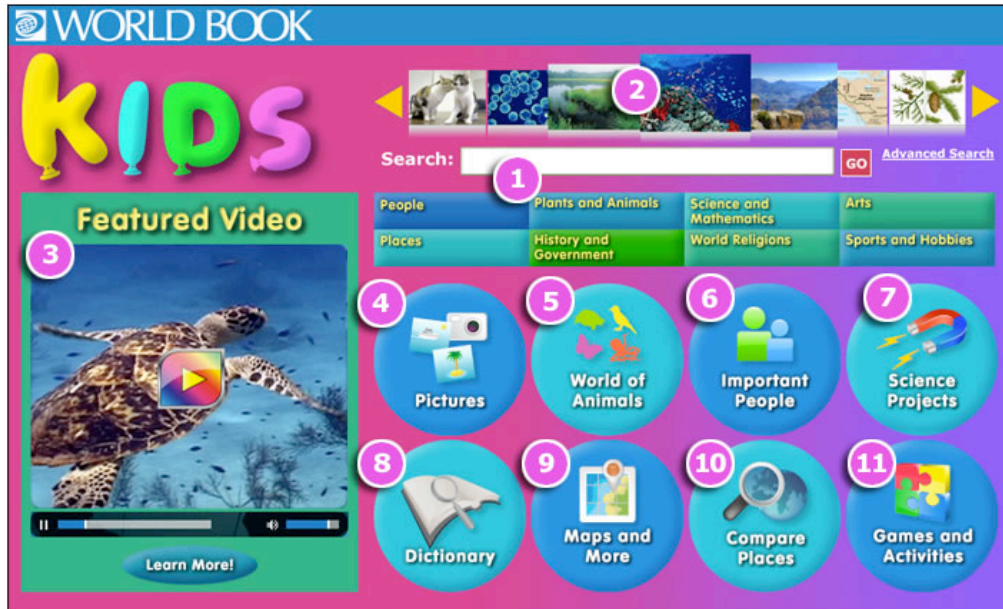 WORLD BOOK
KIDS
2
Search:
GO
Advanced Search
1
People
Plants and Animals
Science and
Mathematics
Arts
Places
History and
Government
World Religions
Sports and Hobbies
Featured Video
3
Learn More!
4
Pictures
5
World of
Animals
6
Important
People
7
Science
Projects
8
Dictionary
9
Maps and
More
10
Compare
Places
11
Games and
Activities